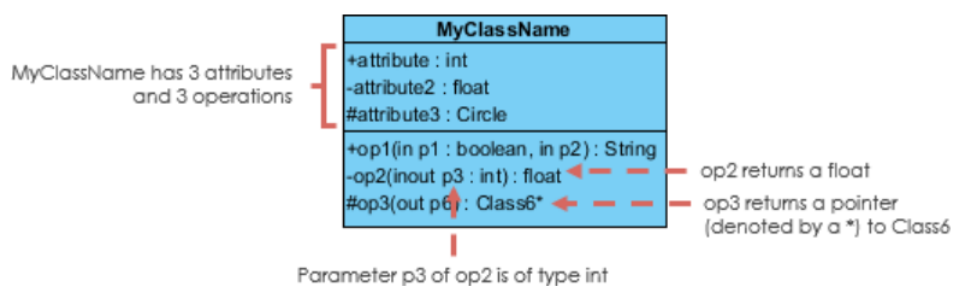 MyClassName
+attribute : int
-attribute2 : float
#attribute3 : Circle
MyClassName has 3 attributes
and 3 operations
+op1(in p1 : boolean, in p2) : String
-op2(inout p3 : int) : float
#op3(out p6) : Class6*
op2 returns a float
op3 returns a pointer
(denoted by a *) to Class6
Parameter p3 of op2 is of type int